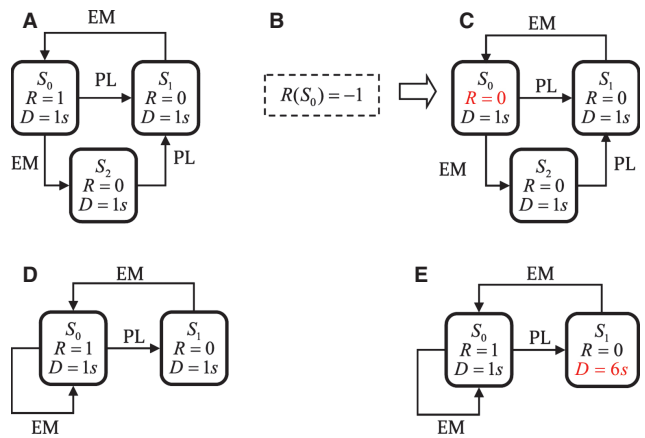 A
EM
S0
R = 1
D = 1s
PL
S1
R = 0
D = 1s
EM
S2
R = 0
D = 1s
PL
B
R(S0) = −1
C
EM
S0
R = 0
D = 1s
PL
S1
R = 0
D = 1s
EM
S2
R = 0
D = 1s
PL
D
EM
S0
R = 1
D = 1s
PL
S1
R = 0
D = 1s
EM
E
EM
S0
R = 1
D = 1s
PL
S1
R = 0
D = 6s
EM